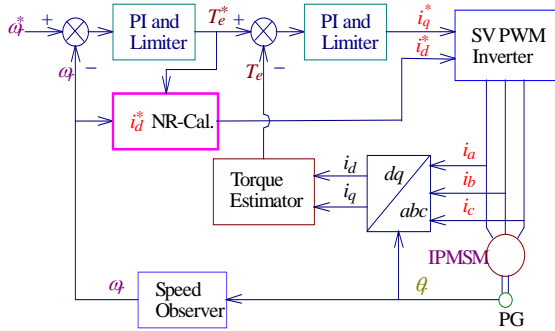 ω*r + PI and Limiter T*e + PI and Limiter i*q SV PWM Inverter
i*d
ωr − Te −
i*d NR-Cal.
Torque Estimator
id
iq
dq
abc
ia
ib
ic
IPMSM
ωr Speed Observer θr
PG